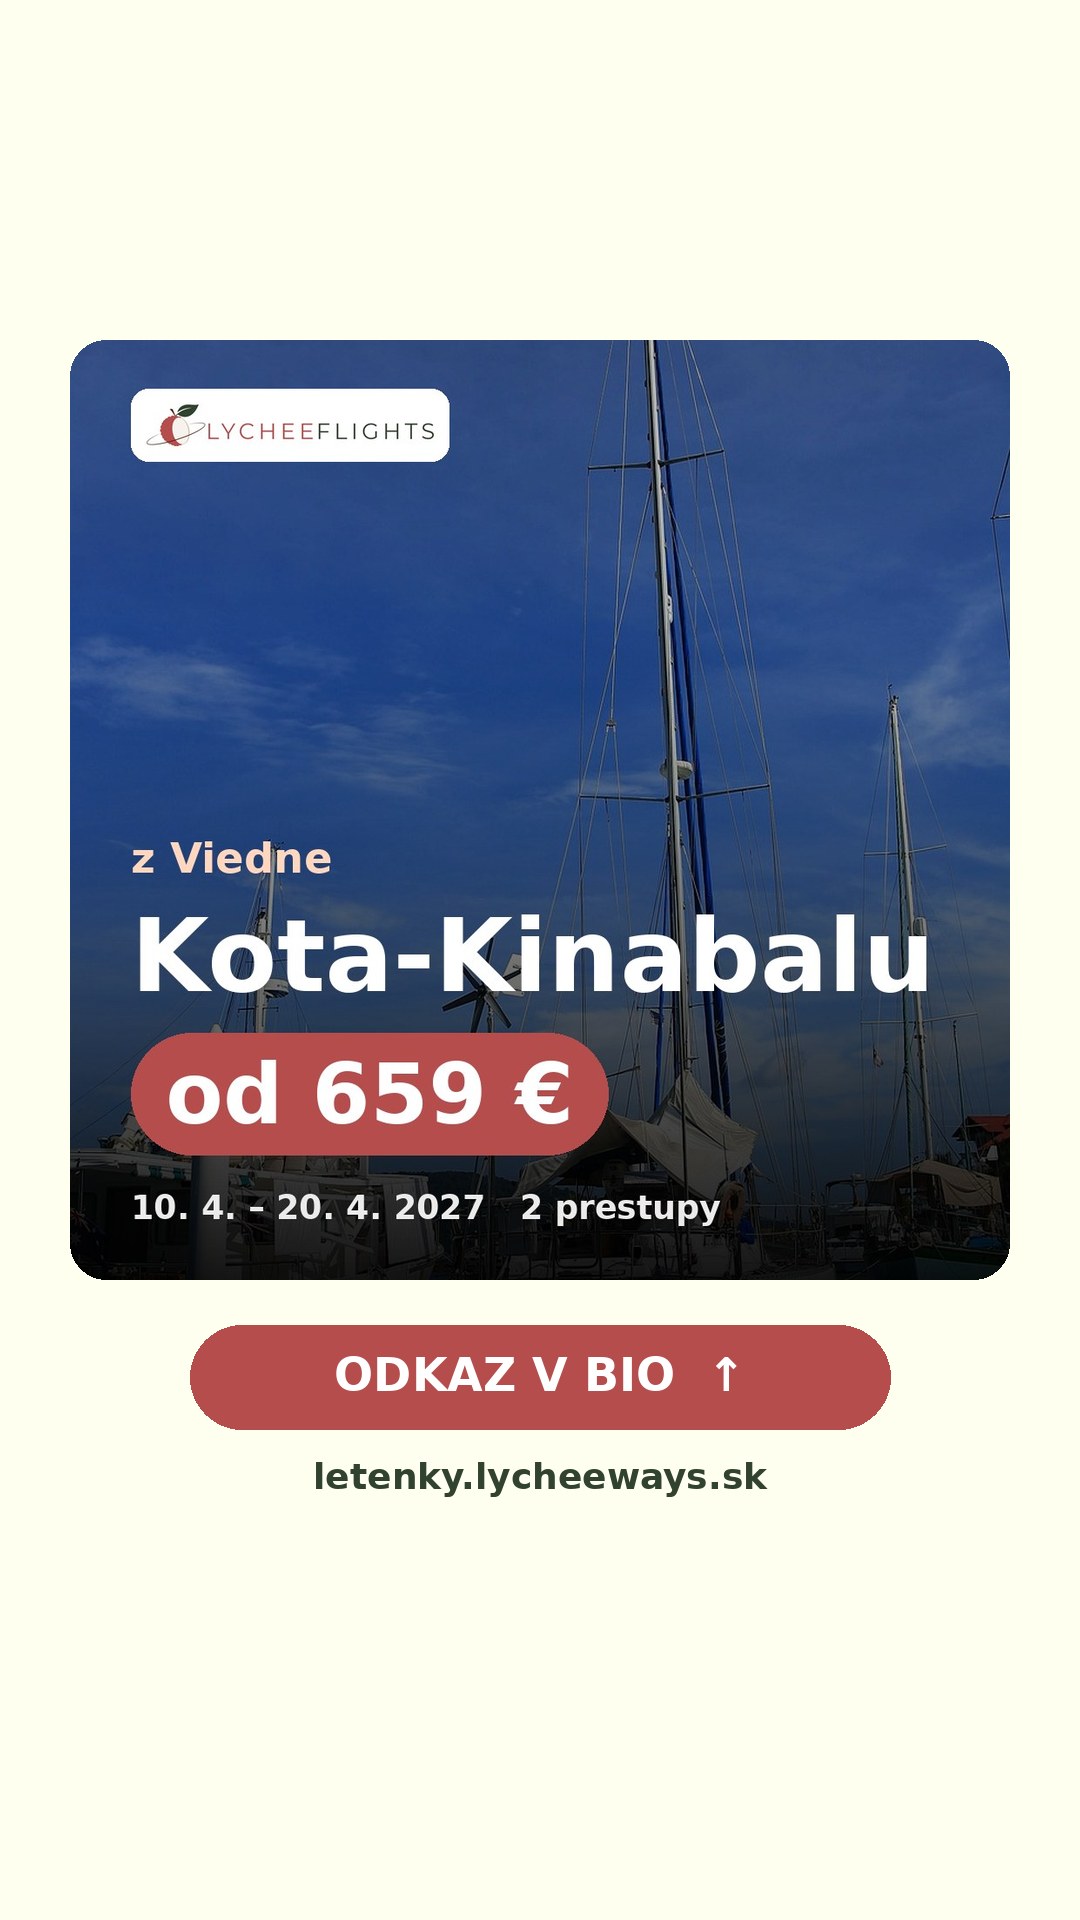 LYCHEEFLIGHTS
z Viedne
Kota-Kinabalu
od 659 €
10. 4. – 20. 4. 2027 2 prestupy
ODKAZ V BIO ↑
letenky.lycheeways.sk